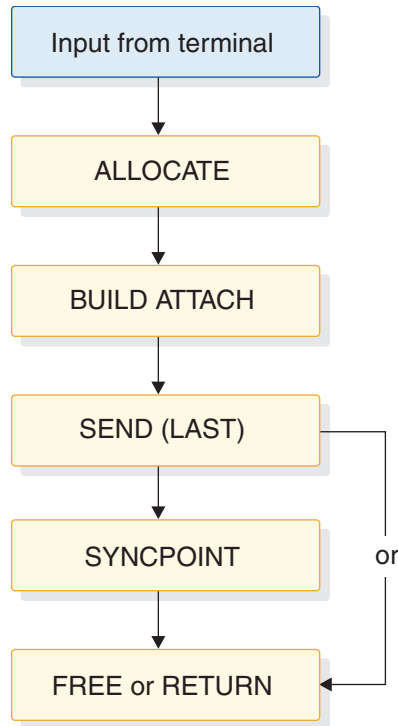 Input from terminal
ALLOCATE
BUILD ATTACH
SEND (LAST)
SYNCPOINT
or
FREE or RETURN